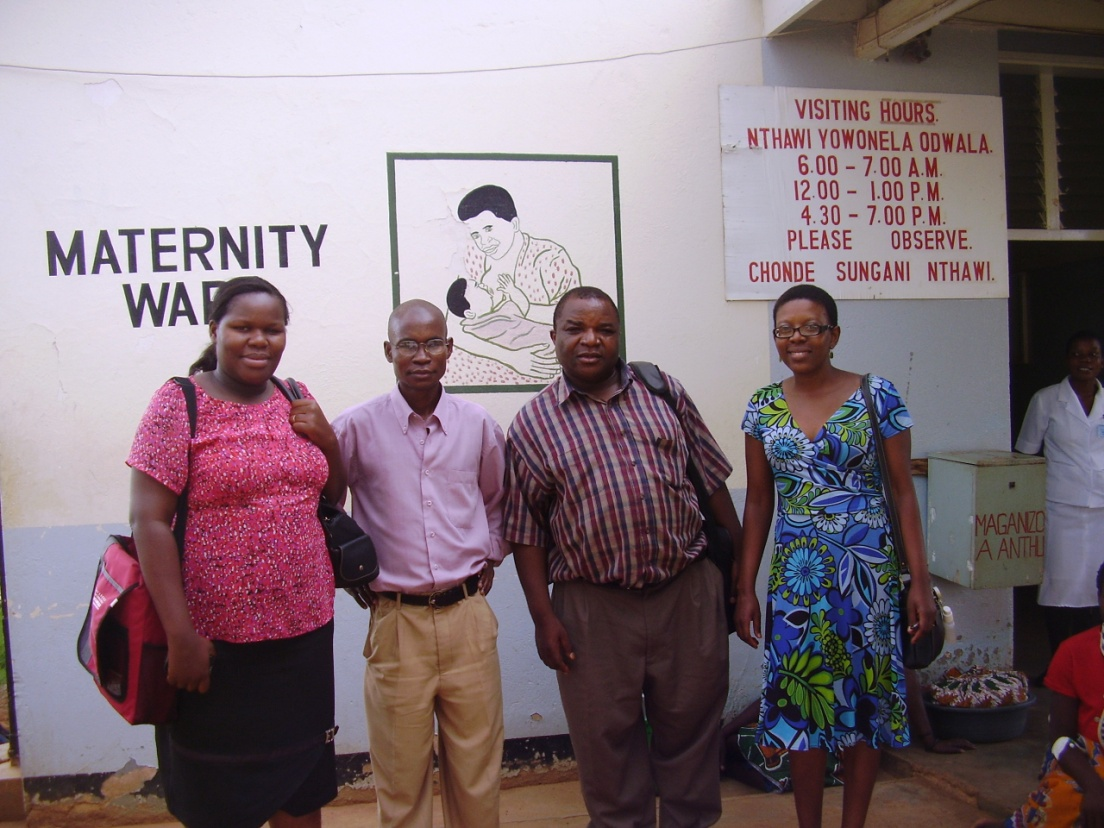 MATERNITY
WARD
VISITING HOURS.
NTHAWI YOWONELA ODWALA.
6.00 - 7.00 A.M.
12.00 - 1.00 P.M.
4.30 - 7.00 P.M.
PLEASE OBSERVE.
CHONDE SUNGANI NTHAWI.
MAGANIZO
A ANTHU